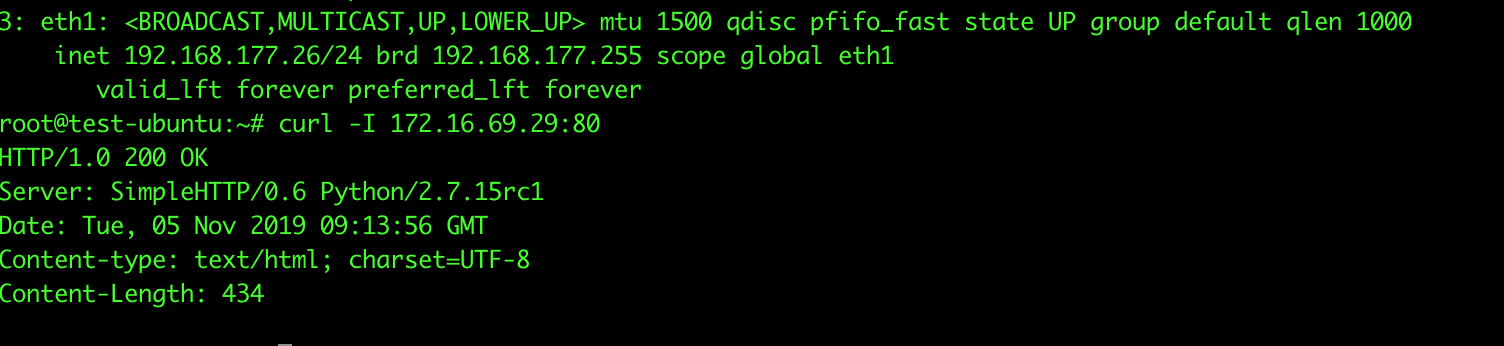 3: eth1: <BROADCAST,MULTICAST,UP,LOWER_UP> mtu 1500 qdisc pfifo_fast state UP group default qlen 1000
    inet 192.168.177.26/24 brd 192.168.177.255 scope global eth1
       valid_lft forever preferred_lft forever
root@test-ubuntu:~# curl -I 172.16.69.29:80
HTTP/1.0 200 OK
Server: SimpleHTTP/0.6 Python/2.7.15rc1
Date: Tue, 05 Nov 2019 09:13:56 GMT
Content-type: text/html; charset=UTF-8
Content-Length: 434